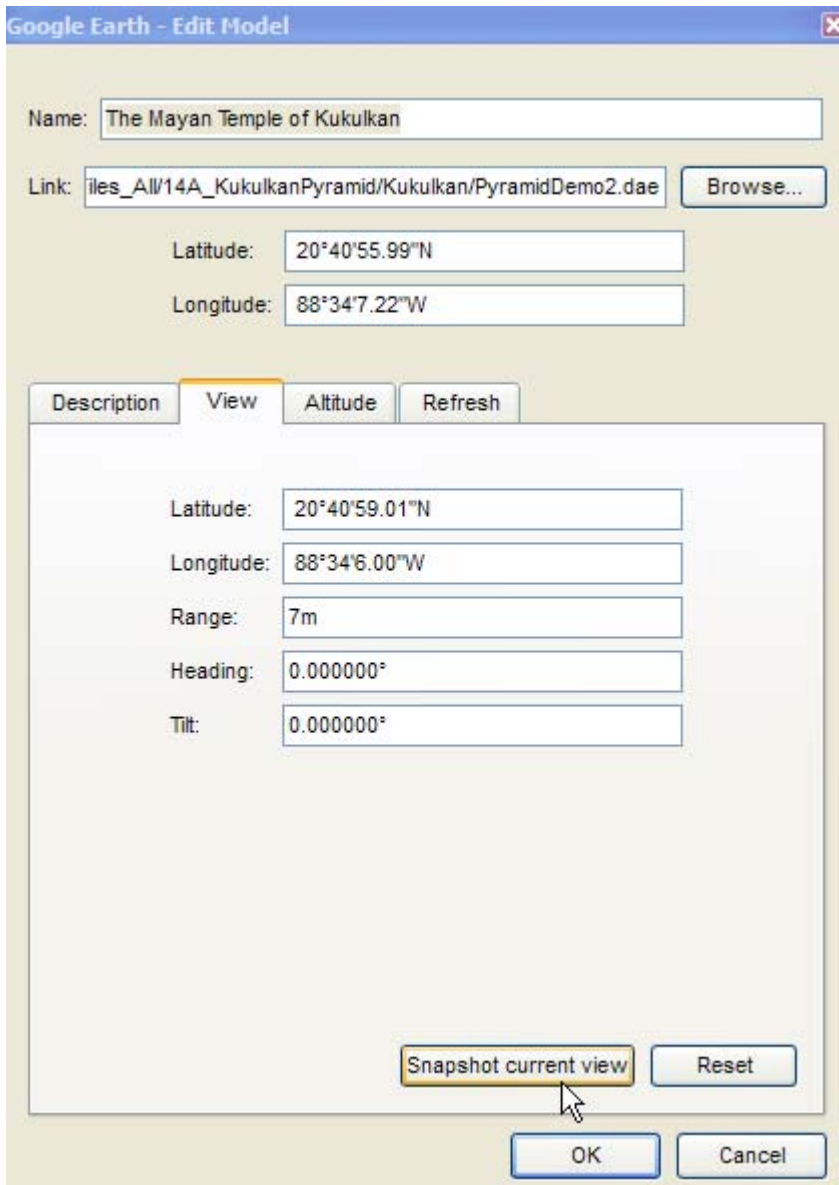 Google Earth - Edit Model
Name: The Mayan Temple of Kukulkan
Link: iles_All/14A_KukulkanPyramid/Kukulkan/PyramidDemo2.dae Browse...
Latitude: 20°40'55.99"N
Longitude: 88°34'7.22"W
Description View Altitude Refresh
Latitude: 20°40'59.01"N
Longitude: 88°34'6.00"W
Range: 7m
Heading: 0.000000°
Tilt: 0.000000°
Snapshot current view Reset
OK Cancel